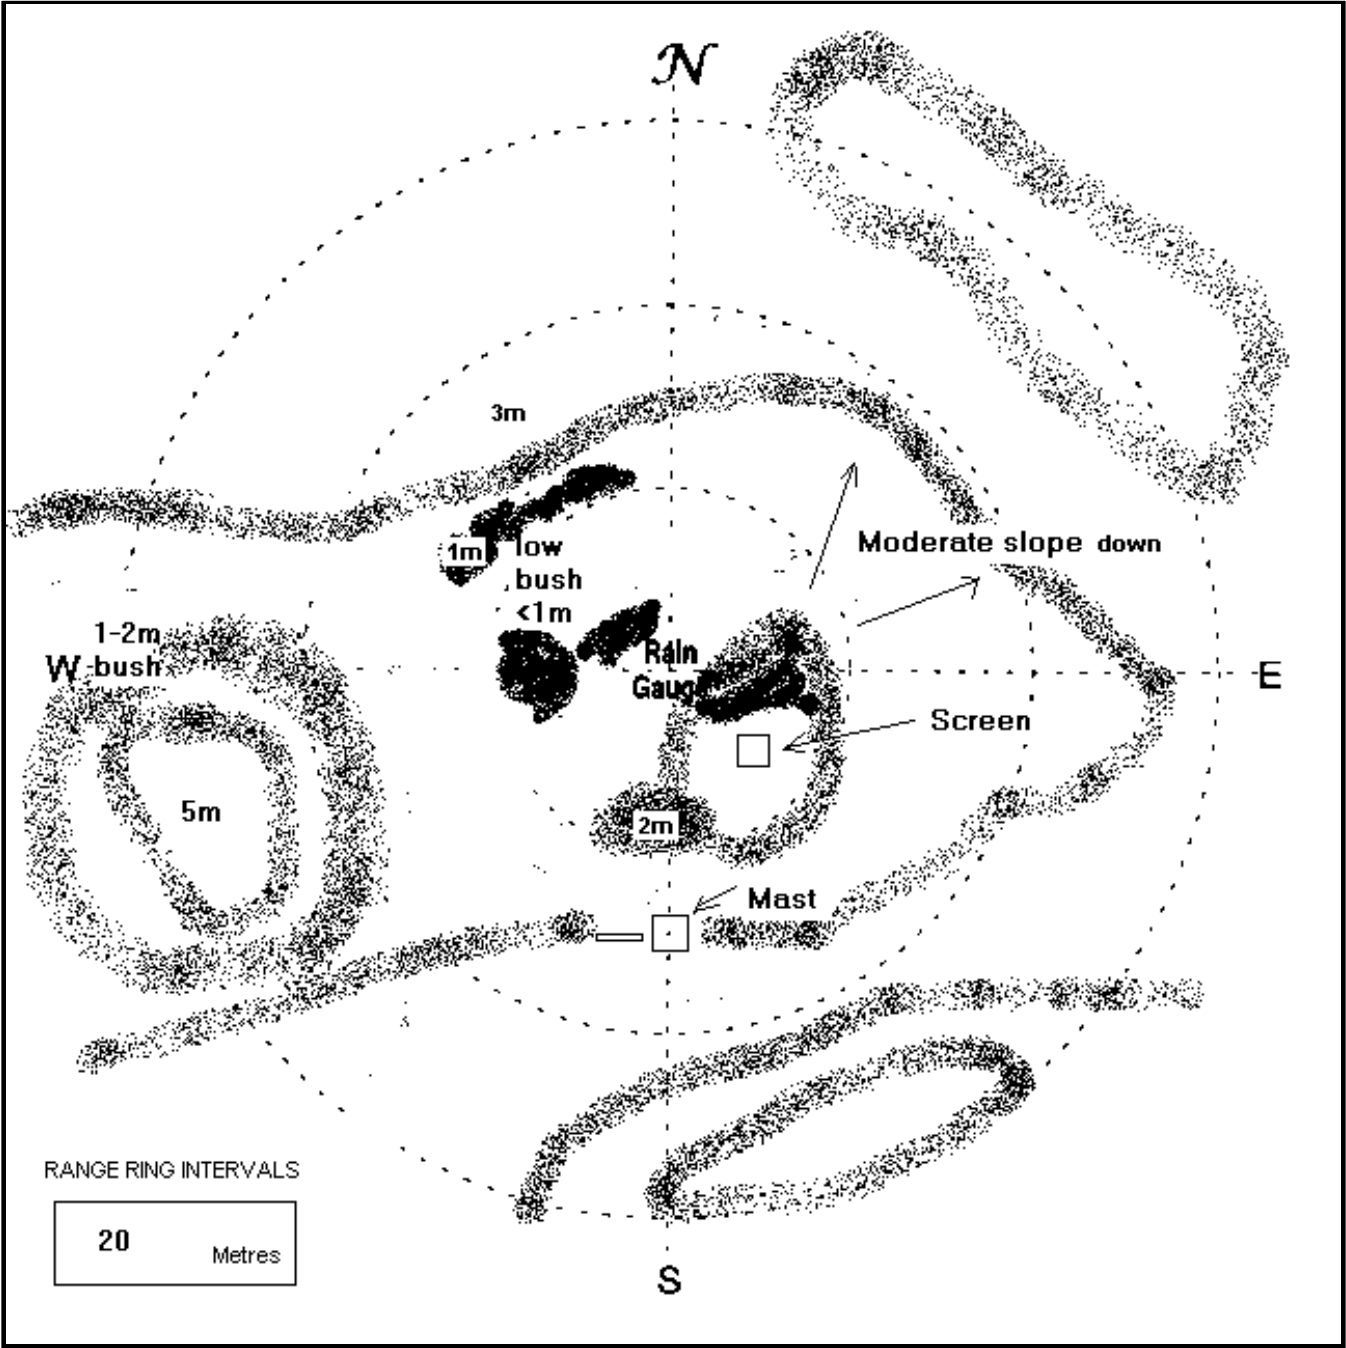 N
3m
1m
low
bush
<1m
Moderate slope down
1-2m
W
bush
Rain
Gaug
E
Screen
5m
2m
Mast
RANGE RING INTERVALS
20
Metres
S